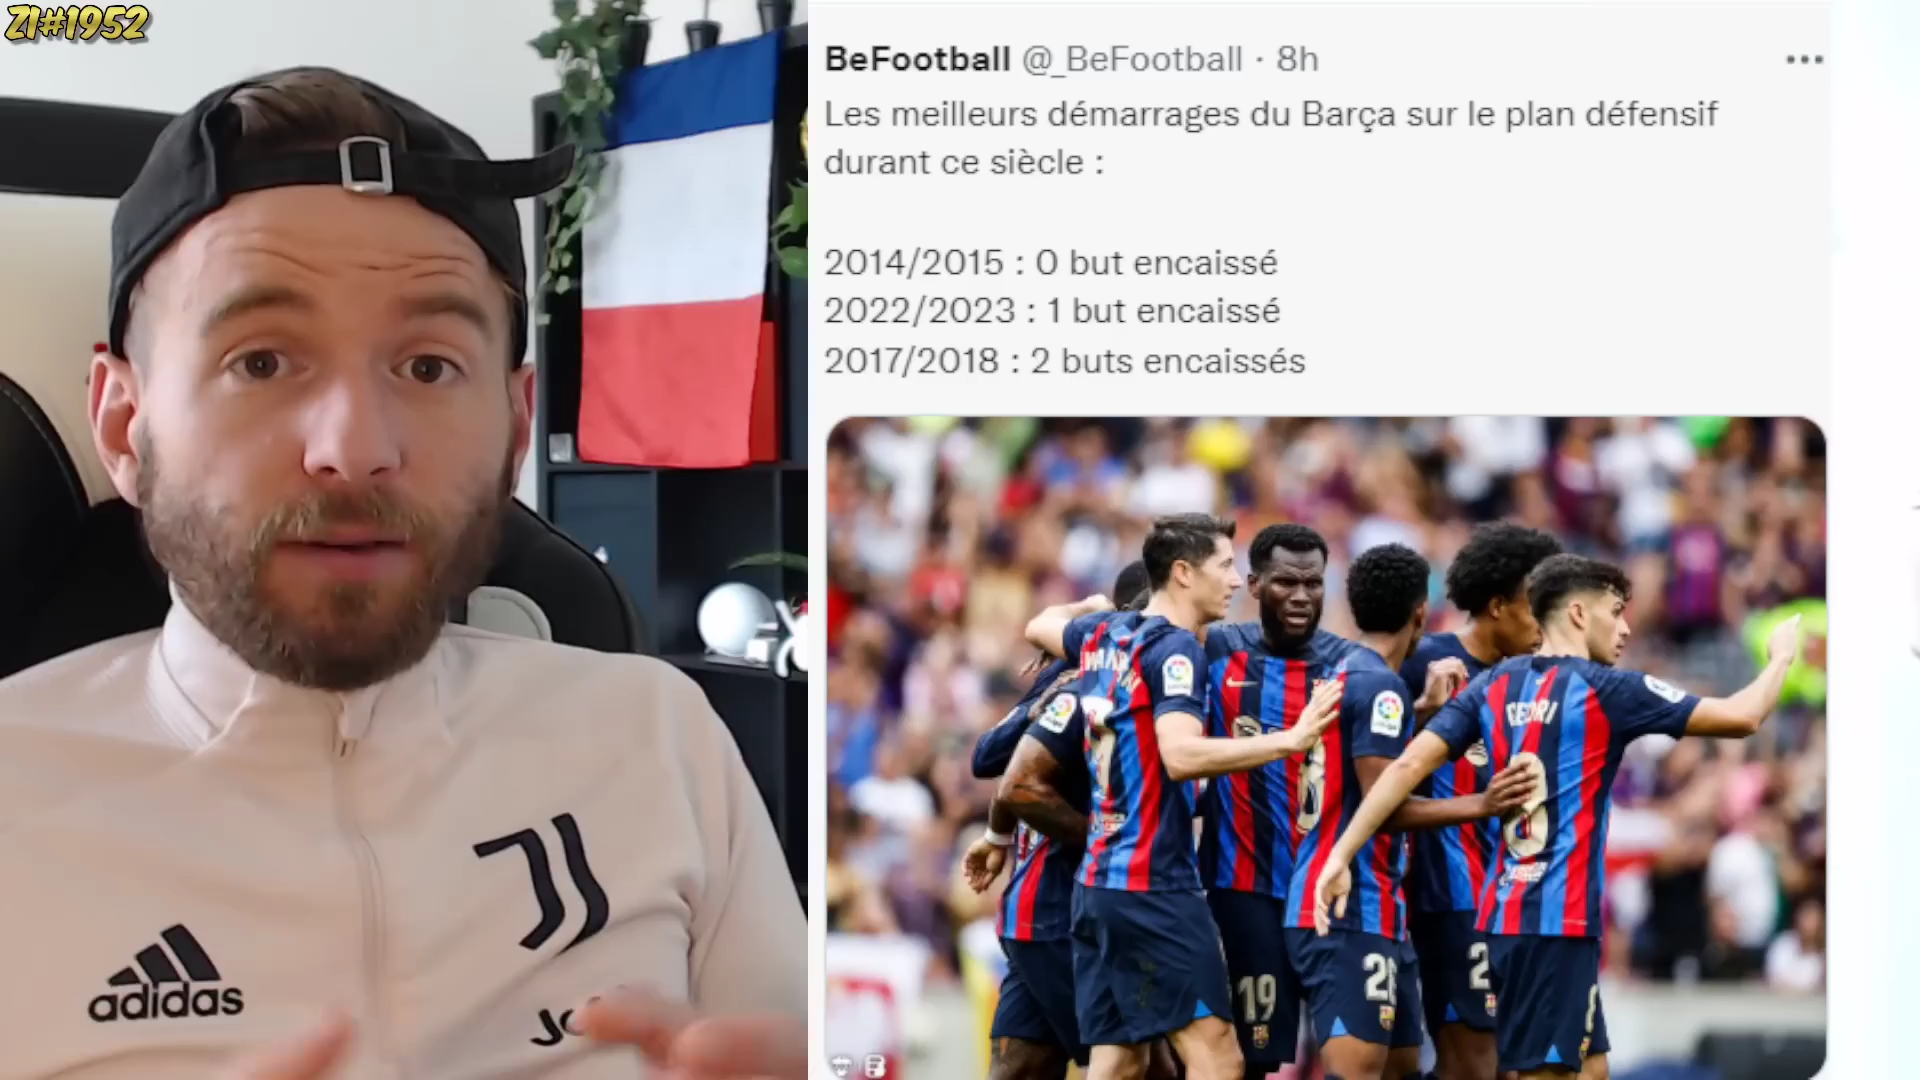 ZI#1952
BeFootball @_BeFootball · 8h
Les meilleurs démarrages du Barça sur le plan défensif
durant ce siècle :
2014/2015 : 0 but encaissé
2022/2023 : 1 but encaissé
2017/2018 : 2 buts encaissés
adidas
19
8